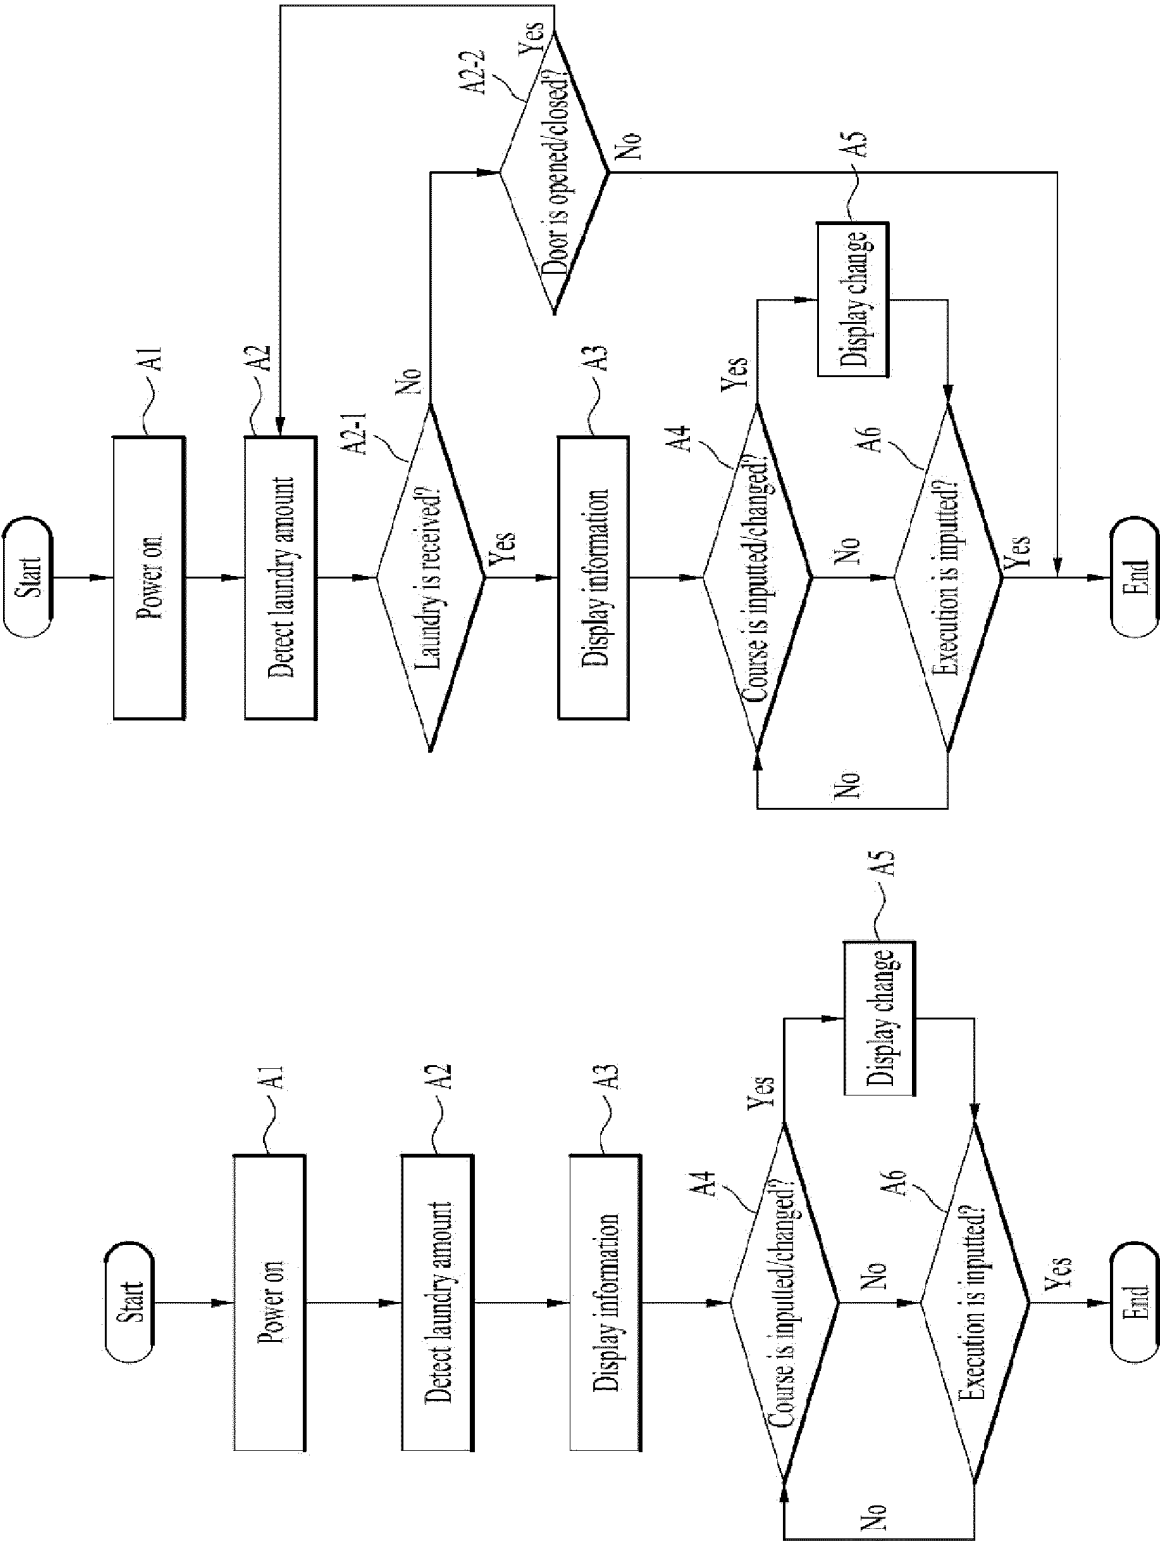 Start
Power on
A1
Detect laundry amount
A2
Display information
A3
Course is inputted/changed?
A4
Yes
Display change
A5
No
Execution is inputted?
A6
No
Yes
End
Start
Power on
A1
Detect laundry amount
A2
Laundry is received?
A2-1
No
Yes
Door is opened/closed?
A2-2
Yes
No
Display information
A3
Course is inputted/changed?
A4
Yes
Display change
A5
No
Execution is inputted?
A6
No
Yes
End